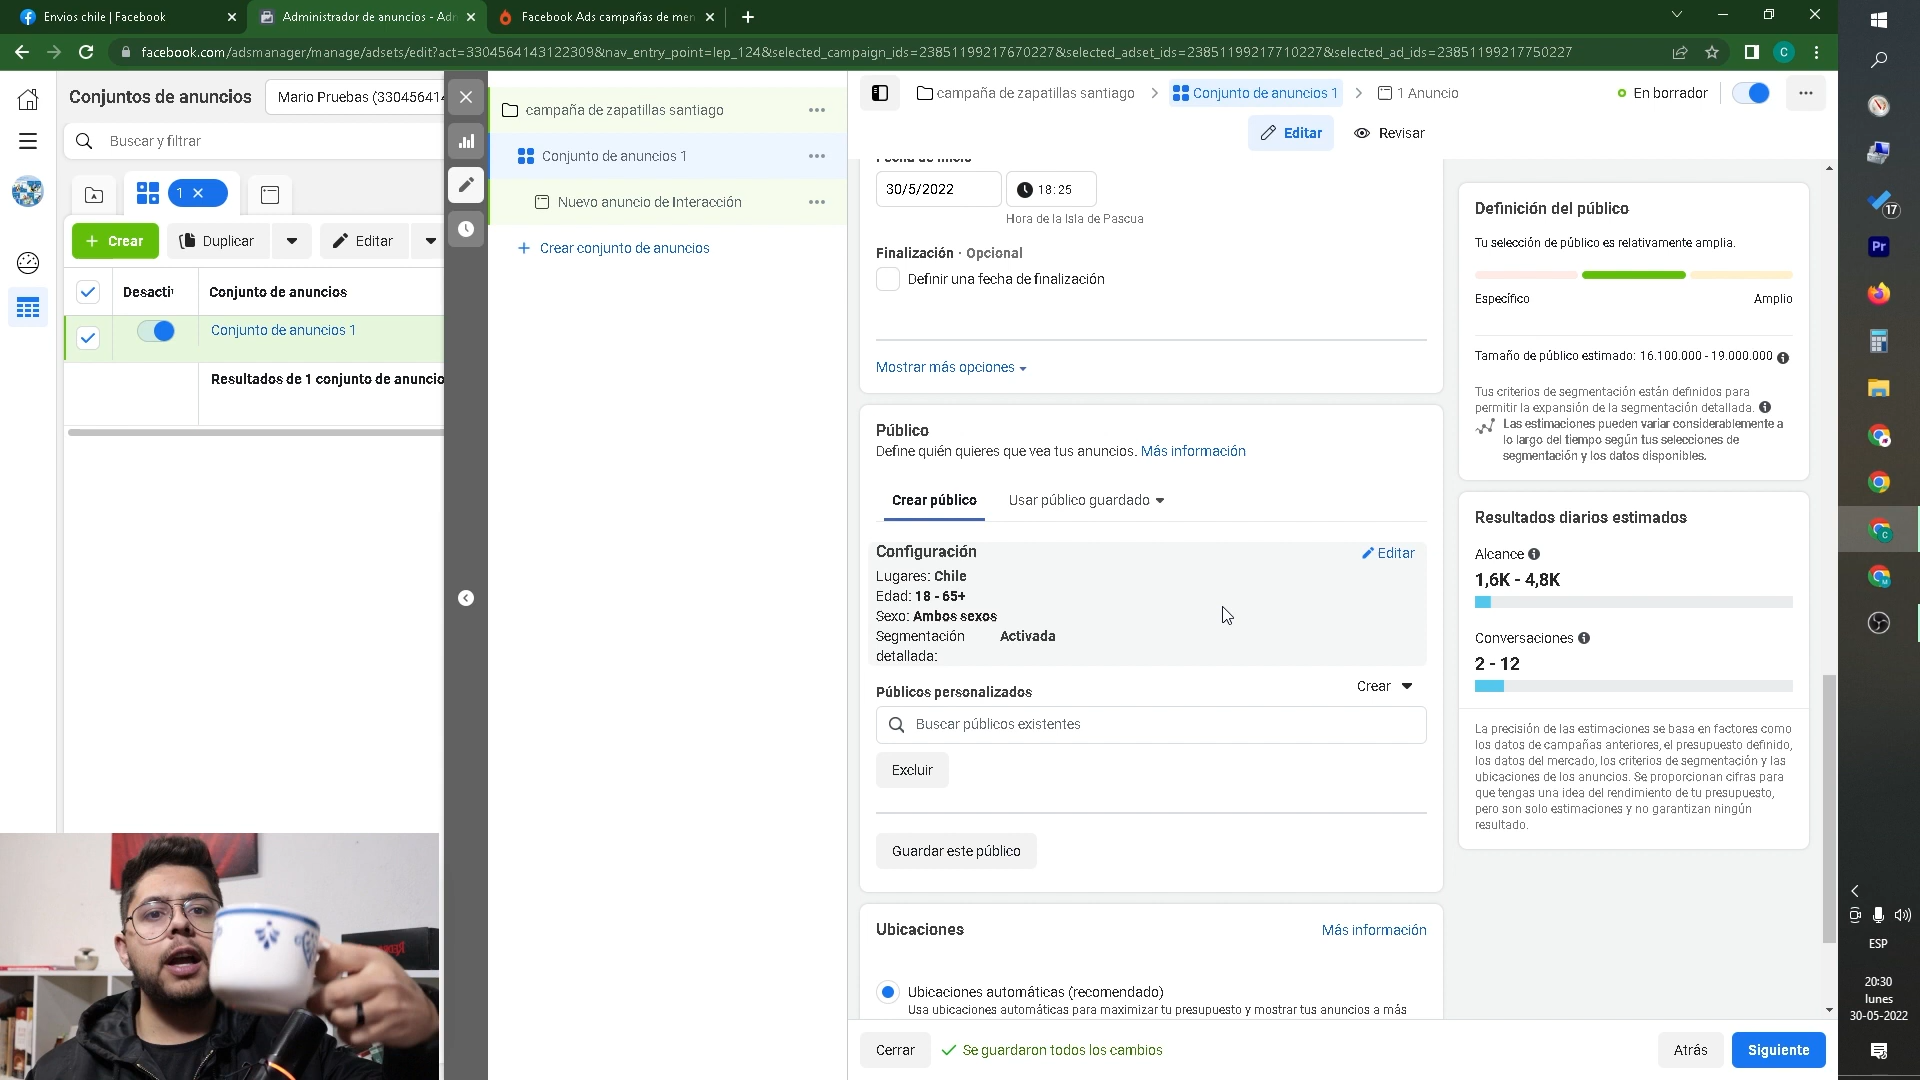 Envios chile | Facebook
Administrador de anuncios - Adr
Facebook Ads campañas de men
facebook.com/adsmanager/manage/adsets/edit?act=3304564143122309&nav_entry_point=lep_124&selected_campaign_ids=23851199217670227&selected_adset_ids=23851199217710227&selected_ad_ids=23851199217750227
C
Conjuntos de anuncios
Mario Pruebas (330456414
Buscar y filtrar
1
Crear
Duplicar
Editar
Desacti
Conjunto de anuncios
Conjunto de anuncios 1
Resultados de 1 conjunto de anuncio
campaña de zapatillas santiago
Conjunto de anuncios 1
Nuevo anuncio de Interacción
Crear conjunto de anuncios
campaña de zapatillas santiago
Conjunto de anuncios 1
1 Anuncio
En borrador
Editar
Revisar
Fecha de inicio
30/5/2022
18:25
Hora de la Isla de Pascua
Finalización · Opcional
Definir una fecha de finalización
Mostrar más opciones
Público
Define quién quieres que vea tus anuncios. Más información
Crear público
Usar público guardado
Configuración
Editar
Lugares: Chile
Edad: 18 - 65+
Sexo: Ambos sexos
Segmentación detallada:
Activada
Públicos personalizados
Crear
Buscar públicos existentes
Excluir
Guardar este público
Ubicaciones
Más información
Ubicaciones automáticas (recomendado)
Usa ubicaciones automáticas para maximizar tu presupuesto y mostrar tus anuncios a más
Cerrar
Se guardaron todos los cambios
Atrás
Siguiente
Definición del público
Tu selección de público es relativamente amplia.
Específico
Amplio
Tamaño de público estimado: 16.100.000 - 19.000.000
Tus criterios de segmentación están definidos para
permitir la expansión de la segmentación detallada.
Las estimaciones pueden variar considerablemente a
lo largo del tiempo según tus selecciones de
segmentación y los datos disponibles.
Resultados diarios estimados
Alcance
1,6K - 4,8K
Conversaciones
2 - 12
La precisión de las estimaciones se basa en factores como
los datos de campañas anteriores, el presupuesto definido,
los datos del mercado, los criterios de segmentación y las
ubicaciones de los anuncios. Se proporcionan cifras para
que tengas una idea del rendimiento de tu presupuesto,
pero son solo estimaciones y no garantizan ningún
resultado.
17
Pr
C
ESP
20:30
lunes
30-05-2022